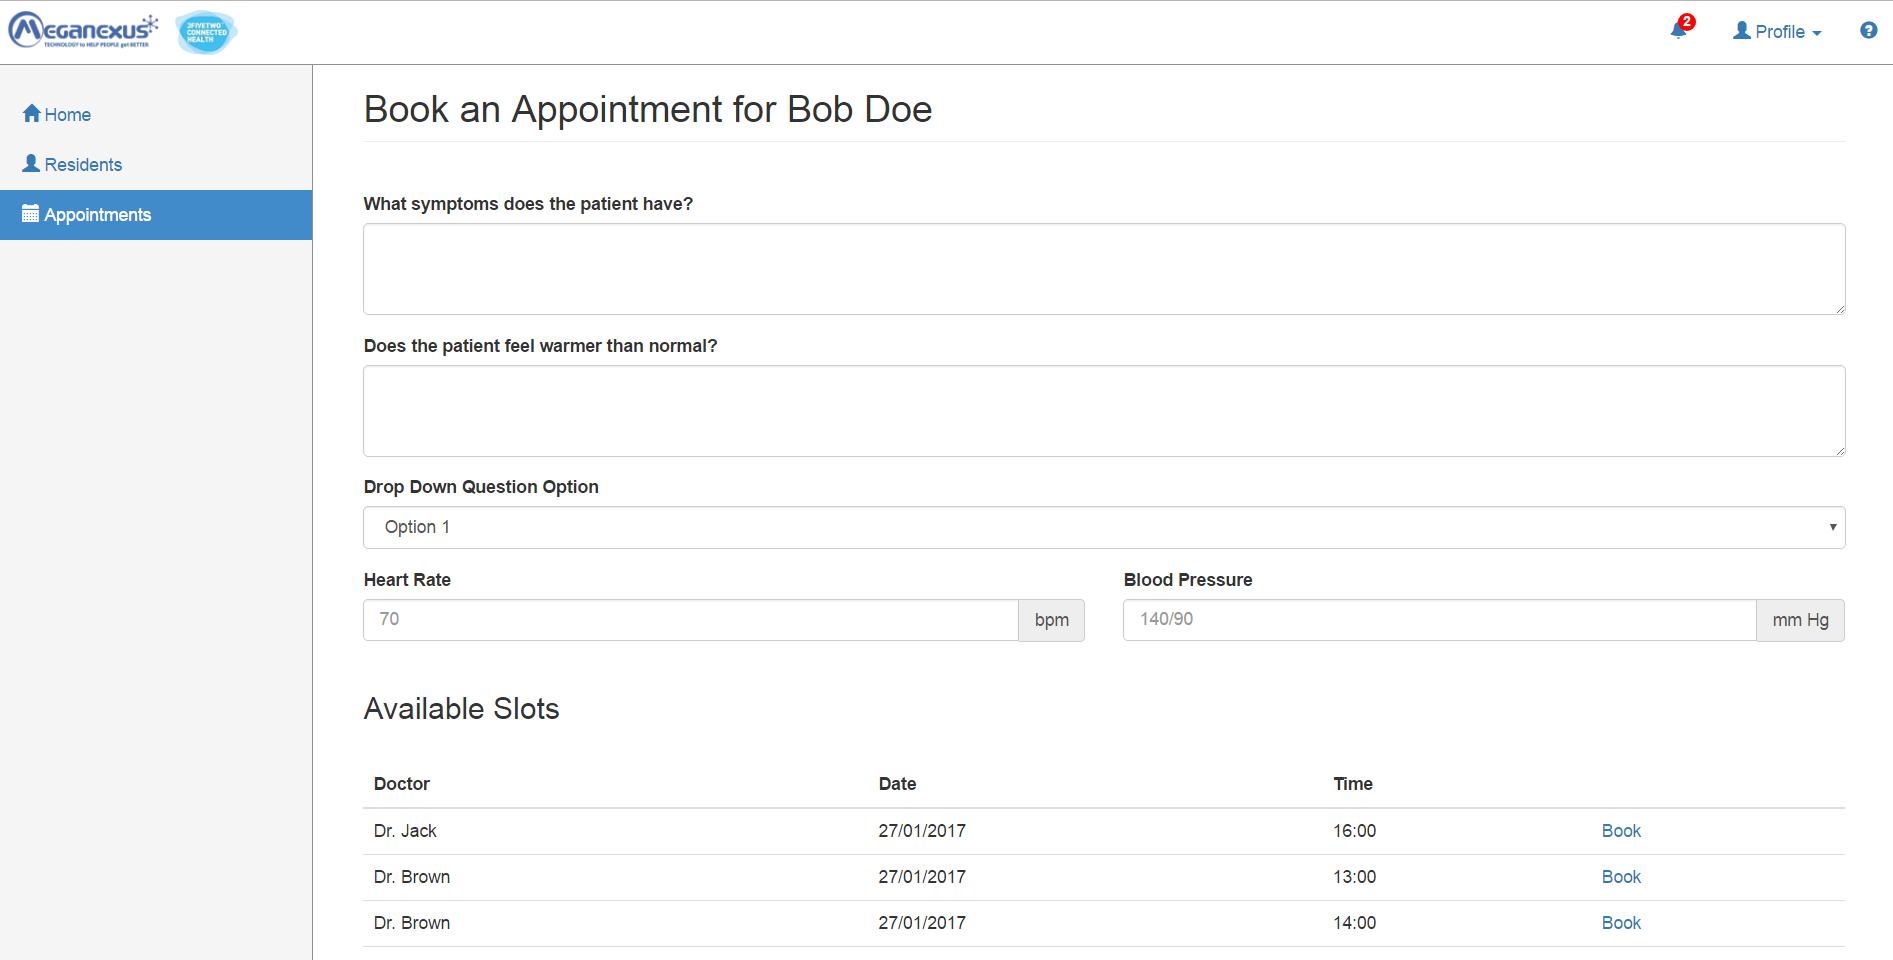 MEGANEXUS
TECHNOLOGY to HELP PEOPLE get BETTER
2FIVETWO
CONNECTED
HEALTH
2
Profile
?
Home
Residents
Appointments
Book an Appointment for Bob Doe
What symptoms does the patient have?
Does the patient feel warmer than normal?
Drop Down Question Option
Option 1
Heart Rate Blood Pressure
70 bpm 140/90 mm Hg
Available Slots
Doctor Date Time
Dr. Jack 27/01/2017 16:00 Book
Dr. Brown 27/01/2017 13:00 Book
Dr. Brown 27/01/2017 14:00 Book